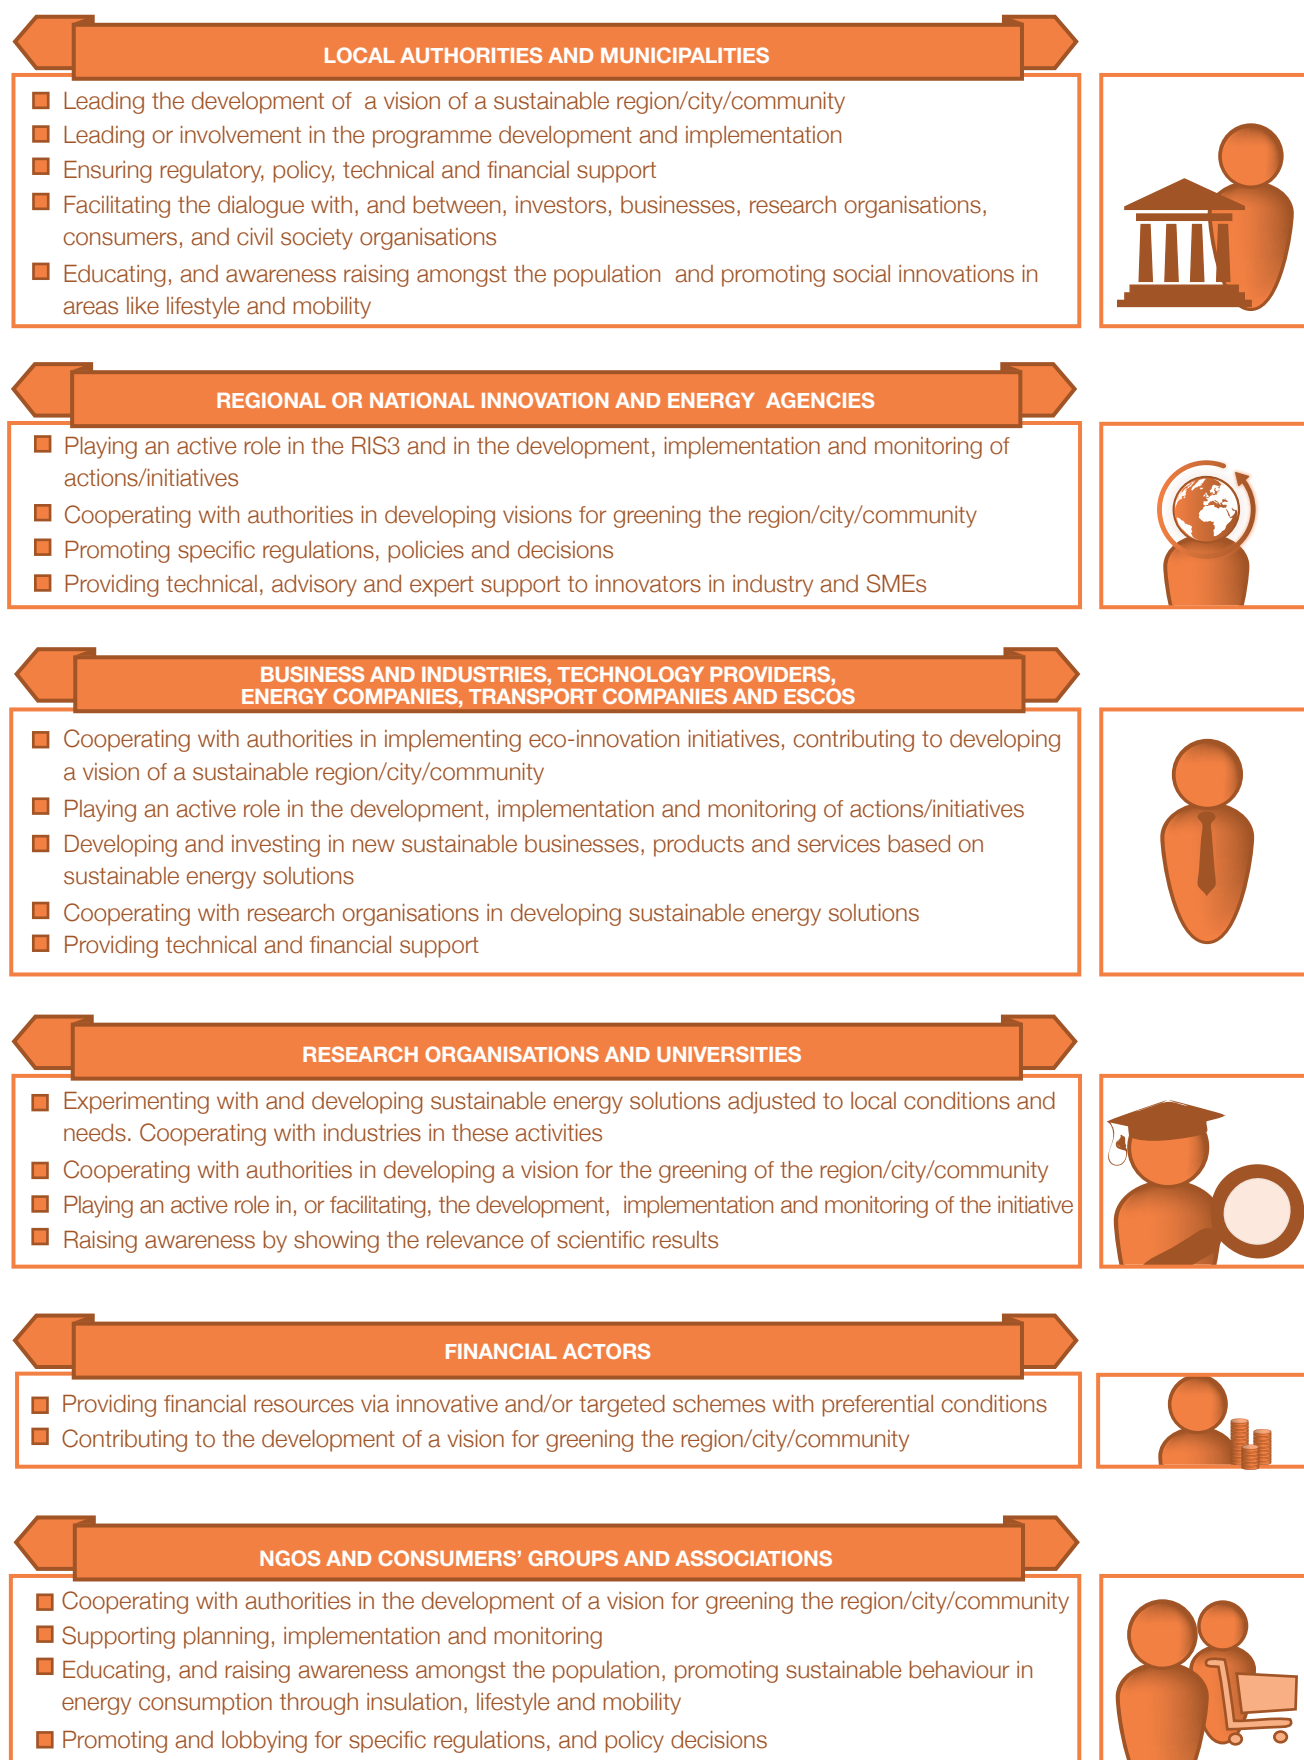 LOCAL AUTHORITIES AND MUNICIPALITIES
Leading the development of a vision of a sustainable region/city/community
Leading or involvement in the programme development and implementation
Ensuring regulatory, policy, technical and financial support
Facilitating the dialogue with, and between, investors, businesses, research organisations,
consumers, and civil society organisations
Educating, and awareness raising amongst the population and promoting social innovations in
areas like lifestyle and mobility
REGIONAL OR NATIONAL INNOVATION AND ENERGY AGENCIES
Playing an active role in the RIS3 and in the development, implementation and monitoring of
actions/initiatives
Cooperating with authorities in developing visions for greening the region/city/community
Promoting specific regulations, policies and decisions
Providing technical, advisory and expert support to innovators in industry and SMEs
BUSINESS AND INDUSTRIES, TECHNOLOGY PROVIDERS,
ENERGY COMPANIES, TRANSPORT COMPANIES AND ESCOS
Cooperating with authorities in implementing eco-innovation initiatives, contributing to developing
a vision of a sustainable region/city/community
Playing an active role in the development, implementation and monitoring of actions/initiatives
Developing and investing in new sustainable businesses, products and services based on
sustainable energy solutions
Cooperating with research organisations in developing sustainable energy solutions
Providing technical and financial support
RESEARCH ORGANISATIONS AND UNIVERSITIES
Experimenting with and developing sustainable energy solutions adjusted to local conditions and
needs. Cooperating with industries in these activities
Cooperating with authorities in developing a vision for the greening of the region/city/community
Playing an active role in, or facilitating, the development, implementation and monitoring of the initiative
Raising awareness by showing the relevance of scientific results
FINANCIAL ACTORS
Providing financial resources via innovative and/or targeted schemes with preferential conditions
Contributing to the development of a vision for greening the region/city/community
NGOS AND CONSUMERS' GROUPS AND ASSOCIATIONS
Cooperating with authorities in the development of a vision for greening the region/city/community
Supporting planning, implementation and monitoring
Educating, and raising awareness amongst the population, promoting sustainable behaviour in
energy consumption through insulation, lifestyle and mobility
Promoting and lobbying for specific regulations, and policy decisions